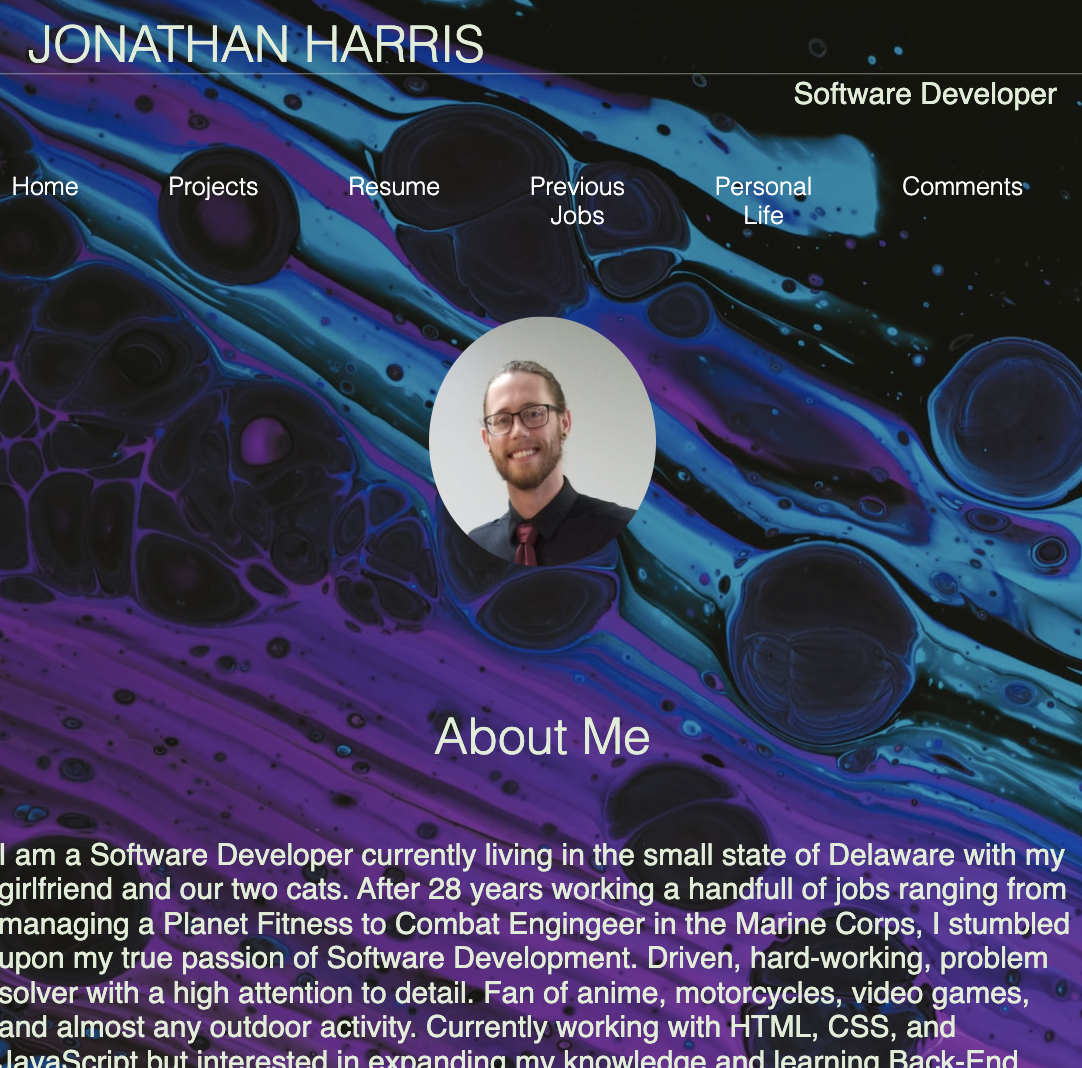 JONATHAN HARRIS
Software Developer
Home Projects Resume Previous Jobs Personal Life Comments
About Me
I am a Software Developer currently living in the small state of Delaware with my
girlfriend and our two cats. After 28 years working a handfull of jobs ranging from
managing a Planet Fitness to Combat Engingeer in the Marine Corps, I stumbled
upon my true passion of Software Development. Driven, hard-working, problem
solver with a high attention to detail. Fan of anime, motorcycles, video games,
and almost any outdoor activity. Currently working with HTML, CSS, and
JavaScript but interested in expanding my knowledge and learning Back-End